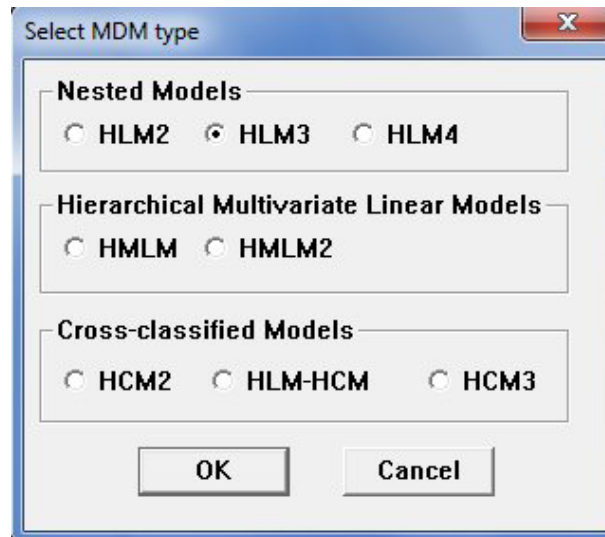 Select MDM type
Nested Models
HLM2 HLM3 HLM4
Hierarchical Multivariate Linear Models
HMLM HMLM2
Cross-classified Models
HCM2 HLM-HCM HCM3
OK Cancel